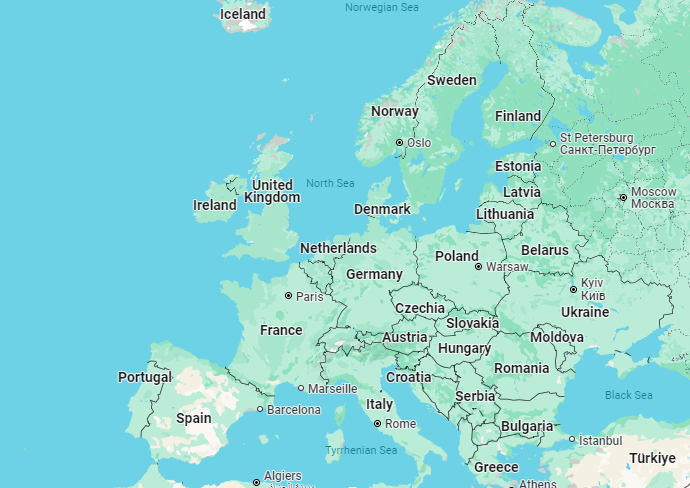 Norwegian Sea
Iceland
Sweden
Norway
Finland
Oslo
St Petersburg
Санкт-Петербург
Estonia
United
Kingdom
North Sea
Latvia
Moscow
Москва
Ireland
Denmark
Lithuania
Netherlands
Belarus
Poland
Warsaw
Germany
Kyiv
Київ
Paris
Czechia
Ukraine
Slovakia
France
Austria
Moldova
Hungary
Romania
Portugal
Croatia
Marseille
Serbia
Black Sea
Italy
Barcelona
Spain
Rome
Bulgaria
İstanbul
Tyrrhenian Sea
Türkiye
Greece
Algiers
Athens